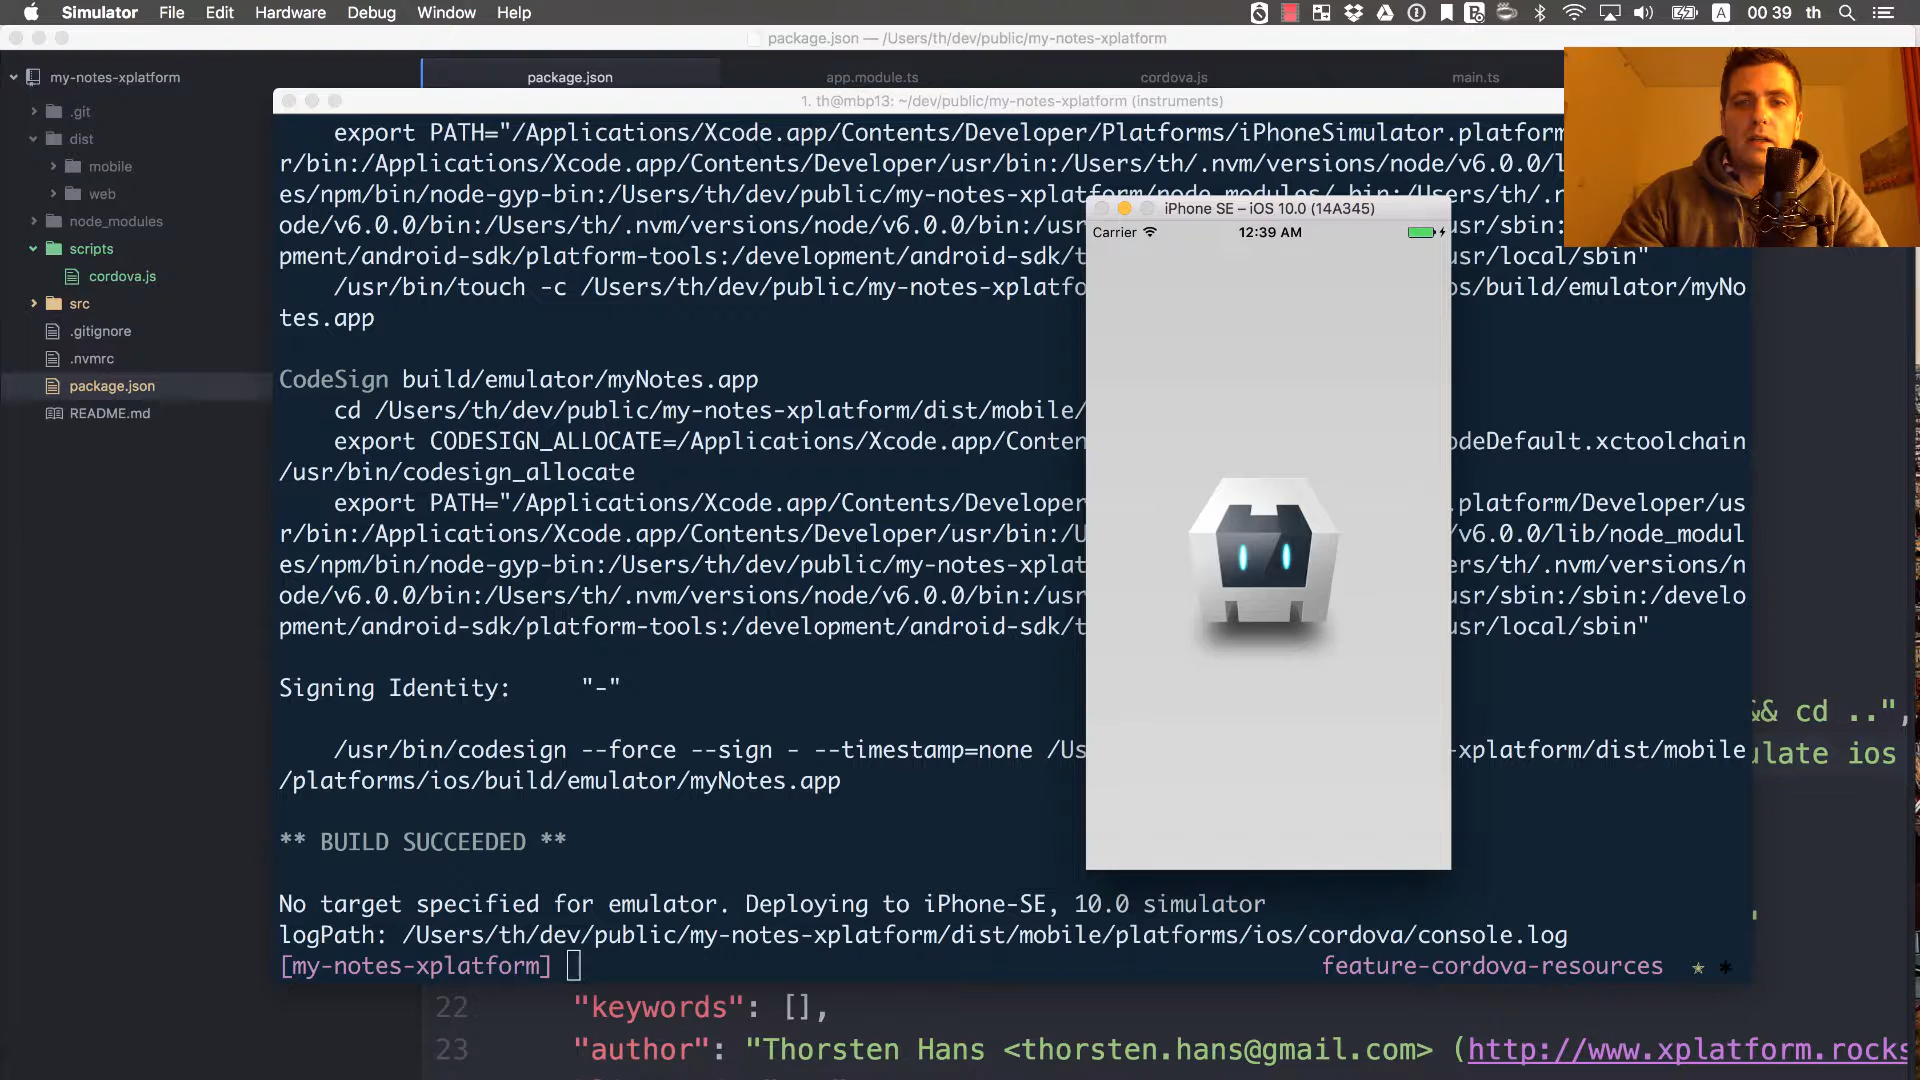 Simulator File Edit Hardware Debug Window Help
A 00 39 th
package.json — /Users/th/dev/public/my-notes-xplatform
my-notes-xplatform
package.json
app.module.ts
cordova.js
main.ts
.git
dist
mobile
web
node_modules
scripts
cordova.js
src
.gitignore
.nvmrc
package.json
README.md
1. th@mbp13: ~/dev/public/my-notes-xplatform (instruments)
export PATH="/Applications/Xcode.app/Contents/Developer/Platforms/iPhoneSimulator.platform
r/bin:/Applications/Xcode.app/Contents/Developer/usr/bin:/Users/th/.nvm/versions/node/v6.0.0/l
es/npm/bin/node-gyp-bin:/Users/th/dev/public/my-notes-xplatform/node_modules/.bin:/Users/th/.
ode/v6.0.0/bin:/Users/th/.nvm/versions/node/v6.0.0/bin:/usr
pment/android-sdk/platform-tools:/development/android-sdk/t usr/local/sbin"
/usr/bin/touch -c /Users/th/dev/public/my-notes-xplatfo os/build/emulator/myNo
tes.app
CodeSign build/emulator/myNotes.app
cd /Users/th/dev/public/my-notes-xplatform/dist/mobile/
export CODESIGN_ALLOCATE=/Applications/Xcode.app/Conten odeDefault.xctoolchain
/usr/bin/codesign_allocate
export PATH="/Applications/Xcode.app/Contents/Developer .platform/Developer/us
r/bin:/Applications/Xcode.app/Contents/Developer/usr/bin:/U v6.0.0/lib/node_modul
es/npm/bin/node-gyp-bin:/Users/th/dev/public/my-notes-xplat ers/th/.nvm/versions/n
ode/v6.0.0/bin:/Users/th/.nvm/versions/node/v6.0.0/bin:/usr usr/sbin:/sbin:/develo
pment/android-sdk/platform-tools:/development/android-sdk/t usr/local/sbin"
Signing Identity: "-"
/usr/bin/codesign --force --sign - --timestamp=none /Us -xplatform/dist/mobile
/platforms/ios/build/emulator/myNotes.app
** BUILD SUCCEEDED **
No target specified for emulator. Deploying to iPhone-SE, 10.0 simulator
logPath: /Users/th/dev/public/my-notes-xplatform/dist/mobile/platforms/ios/cordova/console.log
[my-notes-xplatform] feature-cordova-resources
iPhone SE – iOS 10.0 (14A345)
Carrier 12:39 AM
&& cd ..",
ulate ios
"
22 "keywords": [],
23 "author": "Thorsten Hans <thorsten.hans@gmail.com> (http://www.xplatform.rocks